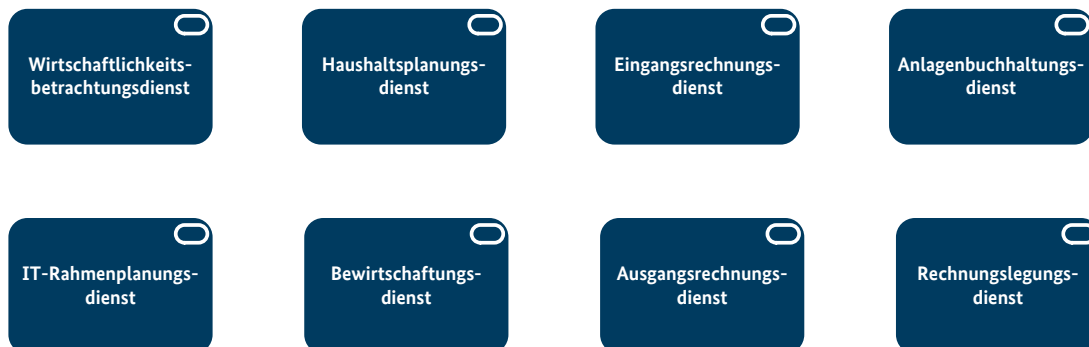 Wirtschaftlichkeits-
betrachtungsdienst
Haushaltsplanungs-
dienst
Eingangsrechnungs-
dienst
Anlagenbuchhaltungs-
dienst
IT-Rahmenplanungs-
dienst
Bewirtschaftungs-
dienst
Ausgangsrechnungs-
dienst
Rechnungslegungs-
dienst